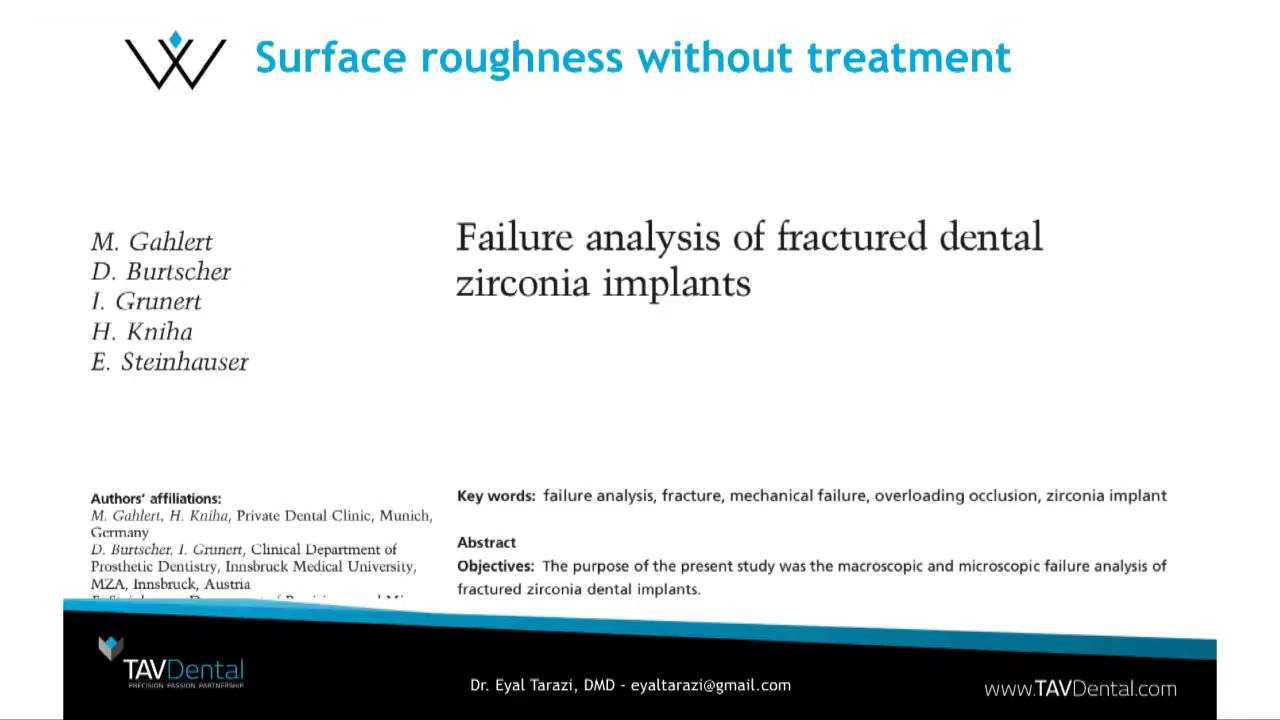 Surface roughness without treatment
M. Gahlert
D. Burtscher
I. Grunert
H. Kniha
E. Steinhauser
Failure analysis of fractured dental
zirconia implants
Authors’ affiliations:
M. Gahlert, H. Kniha, Private Dental Clinic, Munich,
Germany
D. Burtscher, I. Grunert, Clinical Department of
Prosthetic Dentistry, Innsbruck Medical University,
MZA, Innsbruck, Austria
Key words: failure analysis, fracture, mechanical failure, overloading occlusion, zirconia implant
Abstract
Objectives: The purpose of the present study was the macroscopic and microscopic failure analysis of
fractured zirconia dental implants.
TAVDental
PRECISION. PASSION. PARTNERSHIP
Dr. Eyal Tarazi, DMD - eyaltarazi@gmail.com
www.TAVDental.com